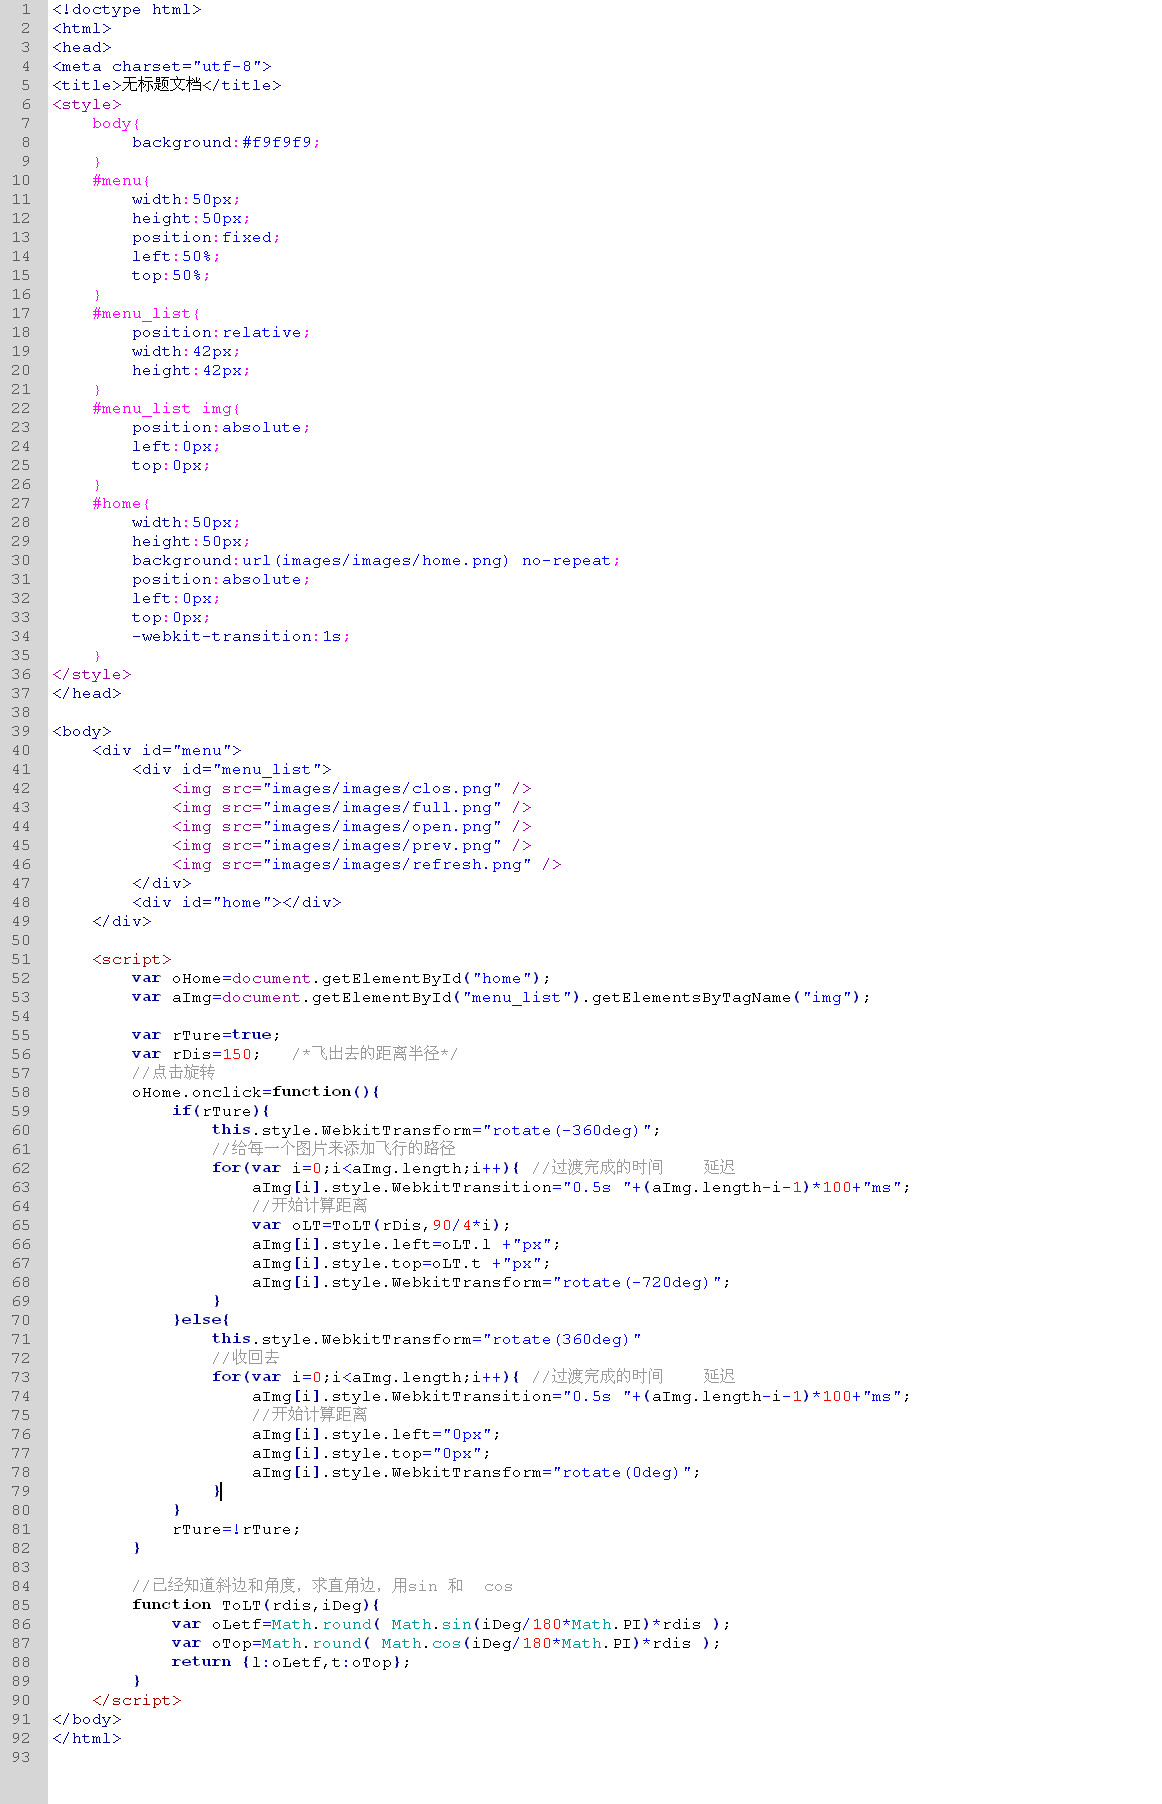 1 <!doctype html>
2 <html>
3 <head>
4 <meta charset="utf-8">
5 <title>无标题文档</title>
6 <style>
7     body{
8         background:#f9f9f9;
9     }
10     #menu{
11         width:50px;
12         height:50px;
13         position:fixed;
14         left:50%;
15         top:50%;
16     }
17     #menu_list{
18         position:relative;
19         width:42px;
20         height:42px;
21     }
22     #menu_list img{
23         position:absolute;
24         left:0px;
25         top:0px;
26     }
27     #home{
28         width:50px;
29         height:50px;
30         background:url(images/images/home.png) no-repeat;
31         position:absolute;
32         left:0px;
33         top:0px;
34         -webkit-transition:1s;
35     }
36 </style>
37 </head>
38
39 <body>
40     <div id="menu">
41         <div id="menu_list">
42             <img src="images/images/clos.png" />
43             <img src="images/images/full.png" />
44             <img src="images/images/open.png" />
45             <img src="images/images/prev.png" />
46             <img src="images/images/refresh.png" />
47         </div>
48         <div id="home"></div>
49     </div>
50
51     <script>
52         var oHome=document.getElementById("home");
53         var aImg=document.getElementById("menu_list").getElementsByTagName("img");
54
55         var rTure=true;
56         var rDis=150;   /*飞出去的距离半径*/
57         //点击旋转
58         oHome.onclick=function(){
59             if(rTure){
60                 this.style.WebkitTransform="rotate(-360deg)";
61                 //给每一个图片来添加飞行的路径
62                 for(var i=0;i<aImg.length;i++){ //过渡完成的时间    延迟
63                     aImg[i].style.WebkitTransition="0.5s "+(aImg.length-i-1)*100+"ms";
64                     //开始计算距离
65                     var oLT=ToLT(rDis,90/4*i);
66                     aImg[i].style.left=oLT.l +"px";
67                     aImg[i].style.top=oLT.t +"px";
68                     aImg[i].style.WebkitTransform="rotate(-720deg)";
69                 }
70             }else{
71                 this.style.WebkitTransform="rotate(360deg)"
72                 //收回去
73                 for(var i=0;i<aImg.length;i++){ //过渡完成的时间    延迟
74                     aImg[i].style.WebkitTransition="0.5s "+(aImg.length-i-1)*100+"ms";
75                     //开始计算距离
76                     aImg[i].style.left="0px";
77                     aImg[i].style.top="0px";
78                     aImg[i].style.WebkitTransform="rotate(0deg)";
79                 }
80             }
81             rTure=!rTure;
82         }
83
84         //已经知道斜边和角度，求直角边，用sin 和  cos
85         function ToLT(rdis,iDeg){
86             var oLetf=Math.round( Math.sin(iDeg/180*Math.PI)*rdis );
87             var oTop=Math.round( Math.cos(iDeg/180*Math.PI)*rdis );
88             return {l:oLetf,t:oTop};
89         }
90     </script>
91 </body>
92 </html>
93